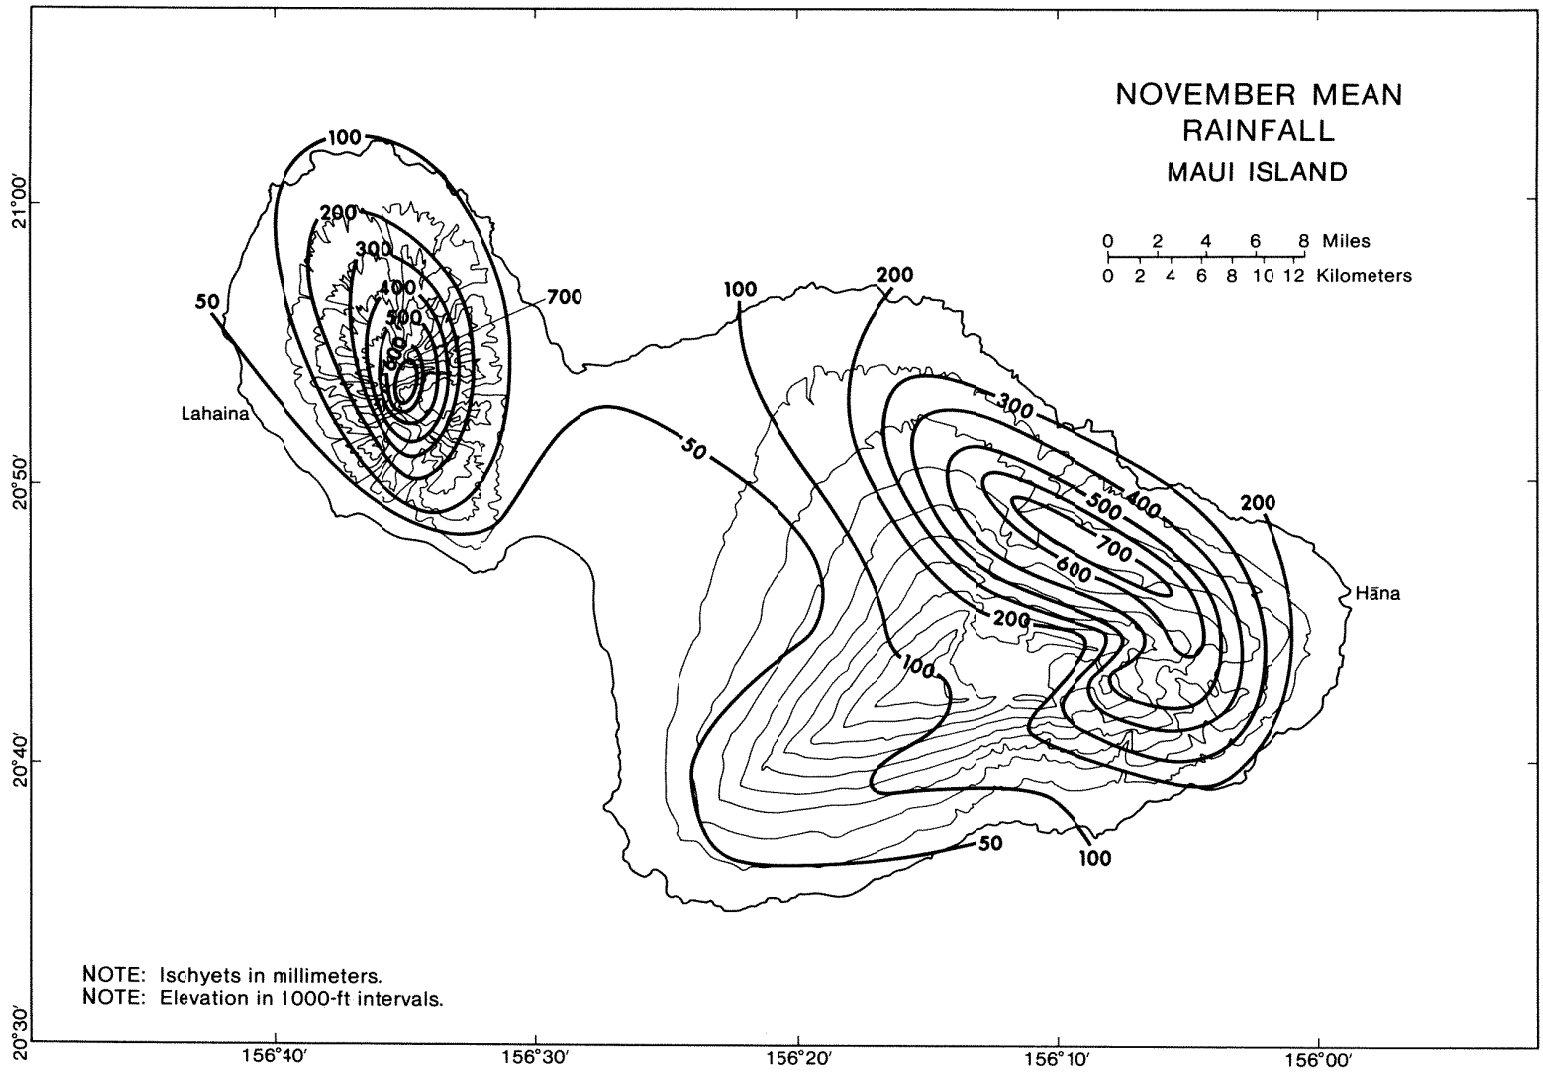 NOVEMBER MEAN
RAINFALL
MAUI ISLAND
0 2 4 6 8 Miles
0 2 4 6 8 10 12 Kilometers
100
200
300
400
500
600
700
50
Lahaina
50
100
200
300
400
500
700
600
200
200
100
Hāna
50
100
21°00′
20°50′
20°40′
20°30′
NOTE: Isohyets in millimeters.
NOTE: Elevation in 1000-ft intervals.
156°40′ 156°30′ 156°20′ 156°10′ 156°00′